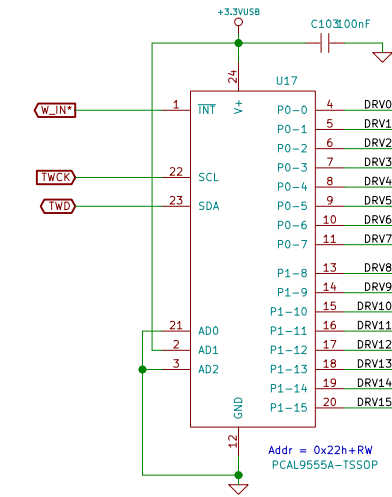 +3.3VUSB
C103 100nF
24
U17
W_IN* 1 INT V+ P0-0 4 DRV0
P0-1 5 DRV1
P0-2 6 DRV2
P0-3 7 DRV3
TWCK 22 SCL P0-4 8 DRV4
TWD 23 SDA P0-5 9 DRV5
P0-6 10 DRV6
P0-7 11 DRV7
P1-8 13 DRV8
P1-9 14 DRV9
P1-10 15 DRV10
21 AD0 P1-11 16 DRV11
2 AD1 P1-12 17 DRV12
3 AD2 P1-13 18 DRV13
P1-14 19 DRV14
GND P1-15 20 DRV15
12
Addr = 0x22h+RW
PCAL9555A-TSSOP